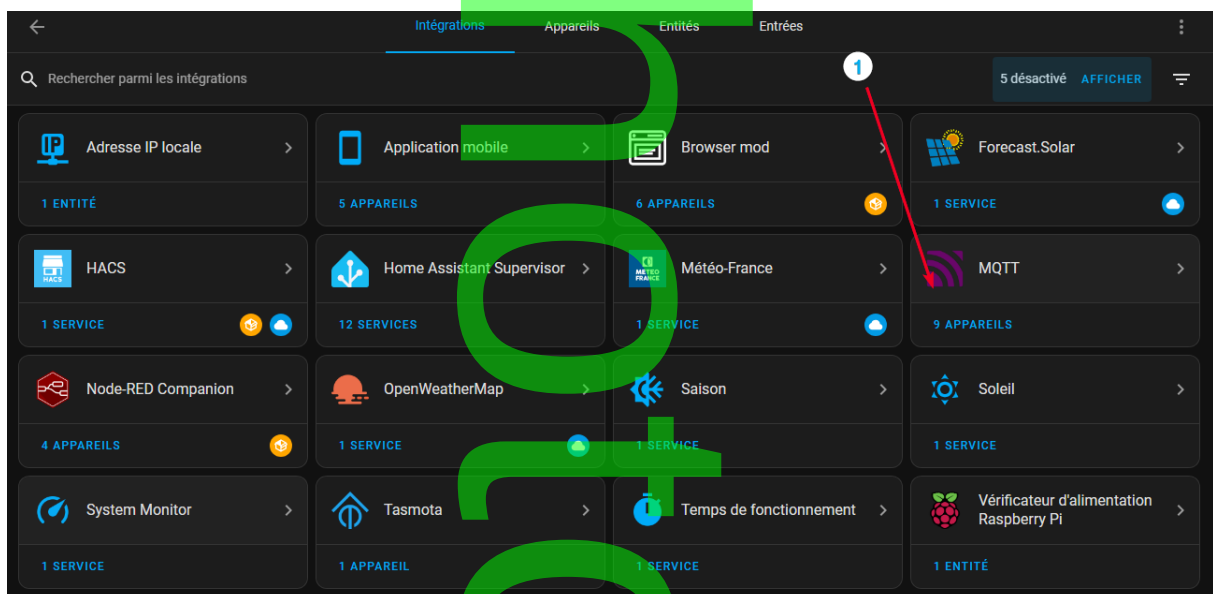 Intégrations Appareils Entités Entrées
Rechercher parmi les intégrations 1 5 désactivé AFFICHER
Adresse IP locale Application mobile Browser mod Forecast.Solar
1 ENTITÉ 5 APPAREILS 6 APPAREILS 1 SERVICE
HACS HACS Home Assistant Supervisor METEO FRANCE Météo-France MQTT
1 SERVICE 12 SERVICES 1 SERVICE 9 APPAREILS
Node-RED Companion OpenWeatherMap Saison Soleil
4 APPAREILS 1 SERVICE 1 SERVICE 1 SERVICE
System Monitor Tasmota Temps de fonctionnement Vérificateur d'alimentation
Raspberry Pi
1 SERVICE 1 APPAREIL 1 SERVICE 1 ENTITÉ